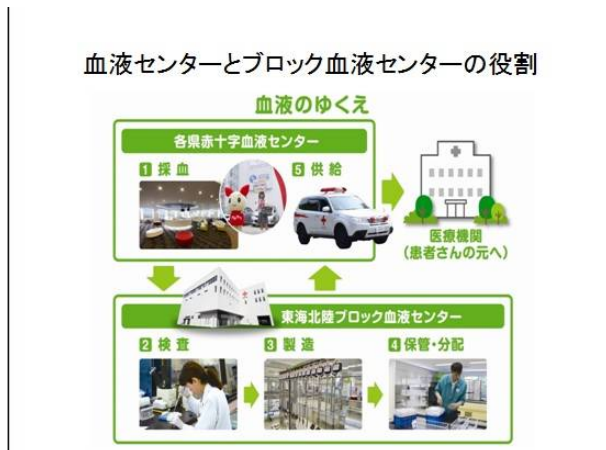 血液センターとブロック血液センターの役割
血液のゆくえ
各県赤十字血液センター
1 採血
5 供給
医療機関
(患者さんの元へ)
東海北陸ブロック血液センター
2 検査
3 製造
4 保管・分配